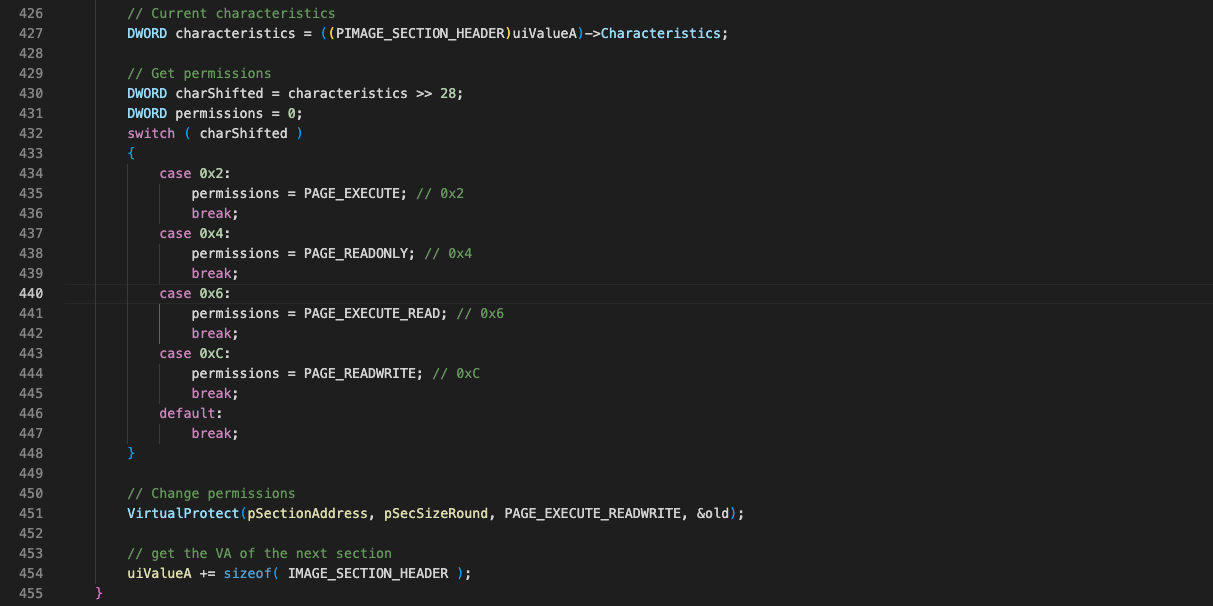 426 // Current characteristics
427 DWORD characteristics = ((PIMAGE_SECTION_HEADER)uiValueA)->Characteristics;
428
429 // Get permissions
430 DWORD charShifted = characteristics >> 28;
431 DWORD permissions = 0;
432 switch ( charShifted )
433 {
434 case 0x2:
435 permissions = PAGE_EXECUTE; // 0x2
436 break;
437 case 0x4:
438 permissions = PAGE_READONLY; // 0x4
439 break;
440 case 0x6:
441 permissions = PAGE_EXECUTE_READ; // 0x6
442 break;
443 case 0xC:
444 permissions = PAGE_READWRITE; // 0xC
445 break;
446 default:
447 break;
448 }
449
450 // Change permissions
451 VirtualProtect(pSectionAddress, pSecSizeRound, PAGE_EXECUTE_READWRITE, &old);
452
453 // get the VA of the next section
454 uiValueA += sizeof( IMAGE_SECTION_HEADER );
455 }